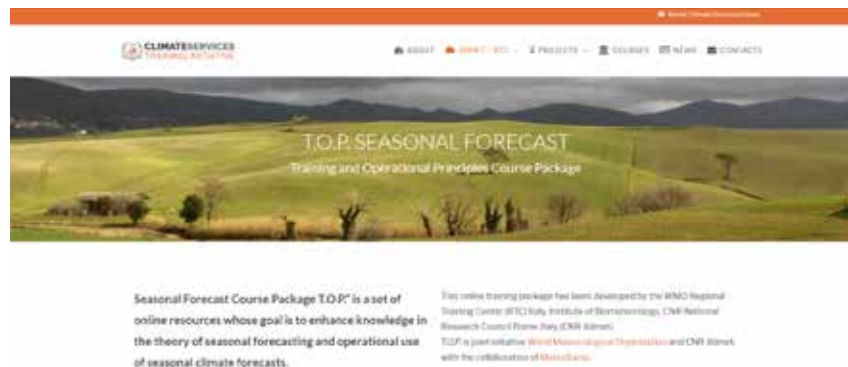 CLIMATESERVICES
TRAINING INITIATIVE
ABOUT PROJECTS COURSES NEWS CONTACTS
T.O.P. SEASONAL FORECAST
Training and Operational Principles Course Package
Seasonal Forecast Course Package T.O.P." is a set of
online resources whose goal is to enhance knowledge in
the theory of seasonal forecasting and operational use
of seasonal climate forecasts.
This online training package has been developed by the WMO Regional
Training Center (RTC) Italy, Institute of Biometeorology, CNR National
Research Council Rome, Italy (CNR-Ibimet).
T.O.P. is joint initiative World Meteorological Organization and CNR-Ibimet
with the collaboration of